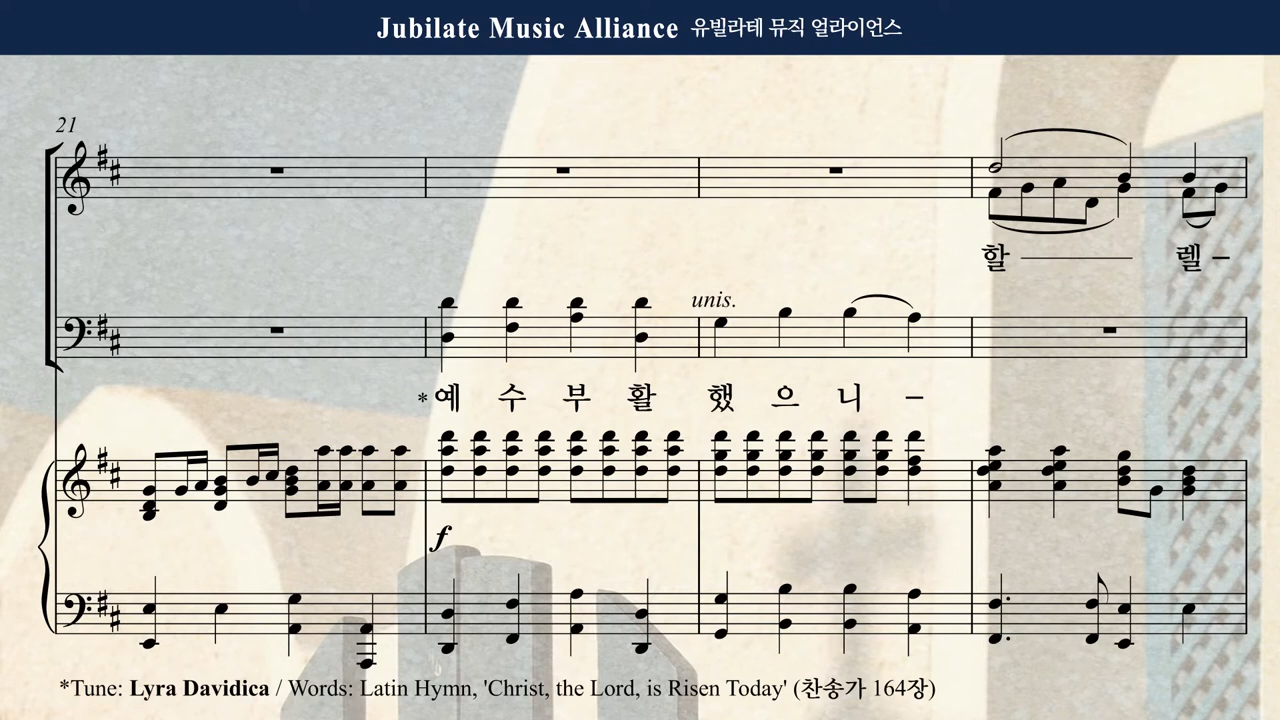 Jubilate Music Alliance 유빌라테 뮤직 얼라이언스
21
할 렐 –
unis.
*예 수 부 활 했 으 니 –
f
*Tune: Lyra Davidica / Words: Latin Hymn, 'Christ, the Lord, is Risen Today' (찬송가 164장)